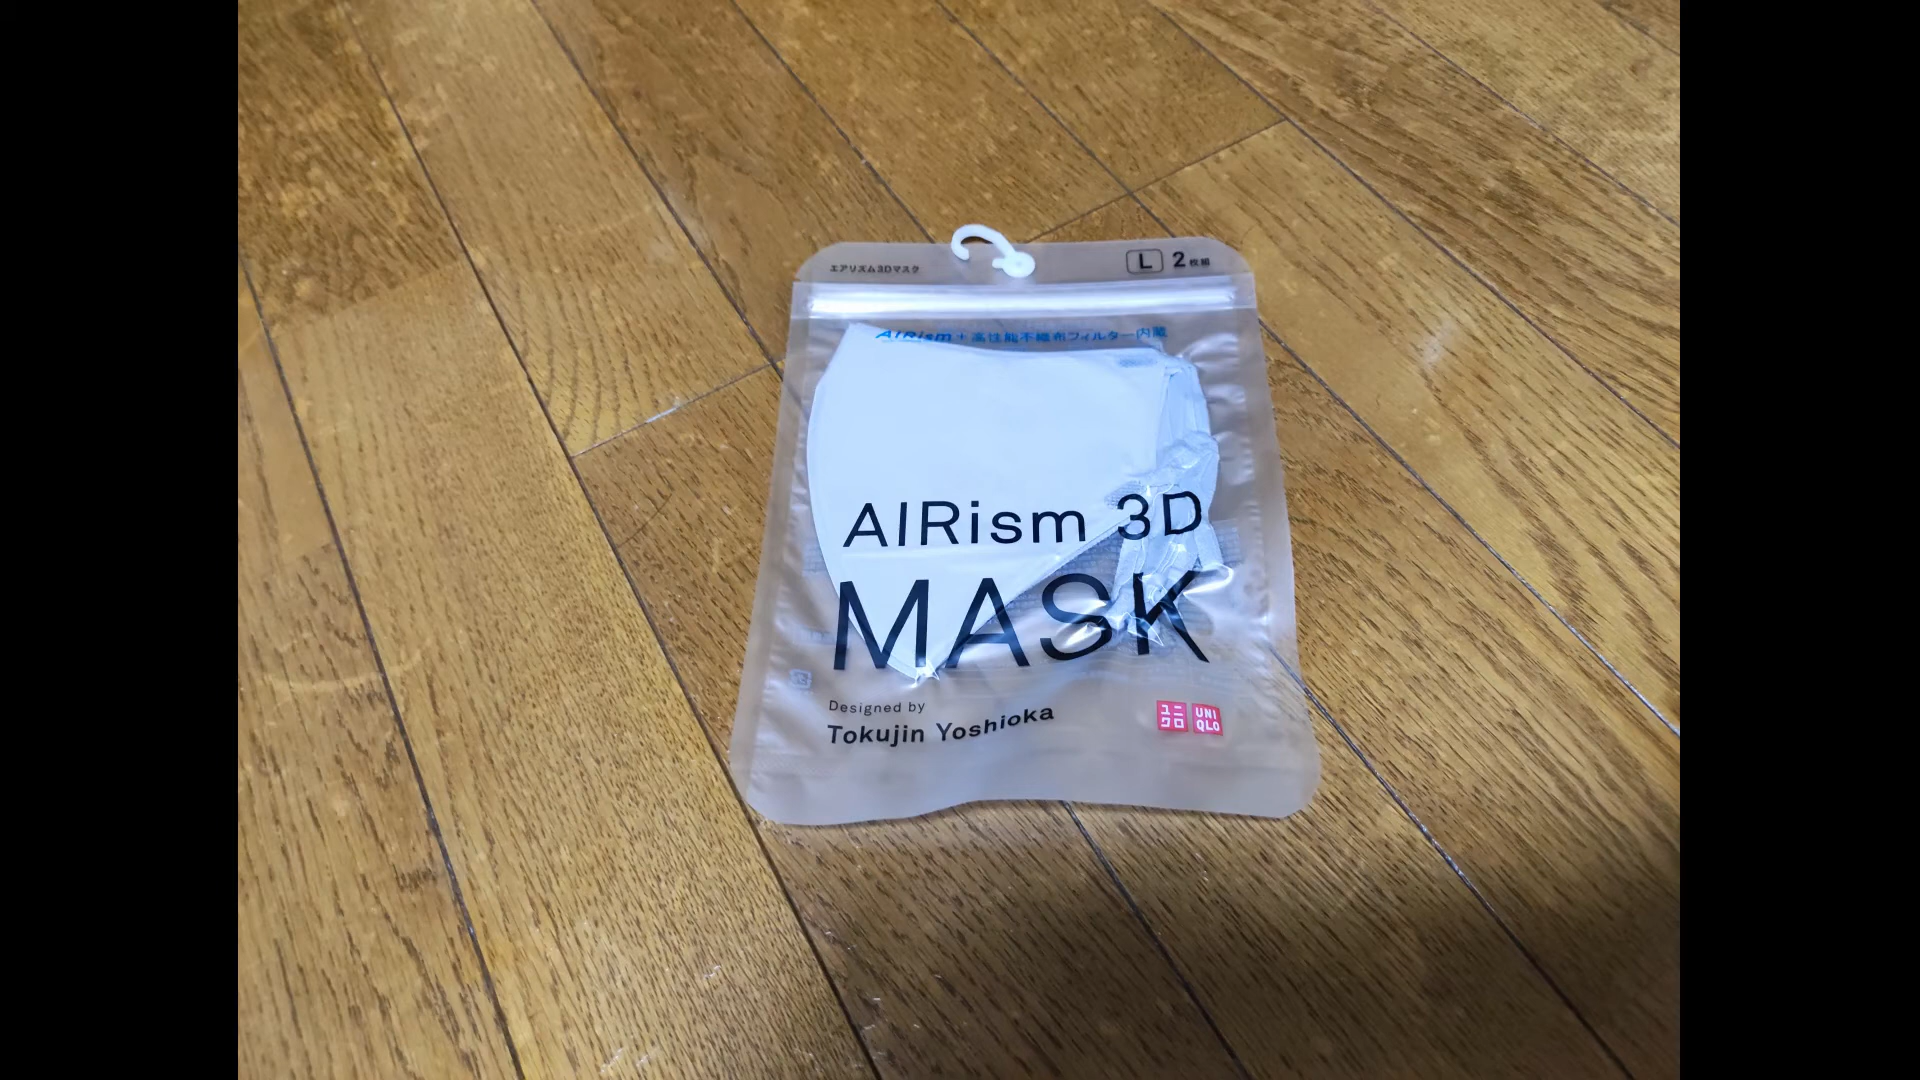 エアリズム3Dマスク
L 2枚組
AIRism+高性能不織布フィルター内蔵
AIRism 3D
MASK
Designed by
Tokujin Yoshioka
ユニクロ UNIQLO